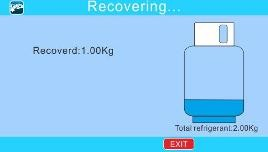 Recovering...
Recoverd:1.00Kg
Total refrigerant:2.00Kg
EXIT